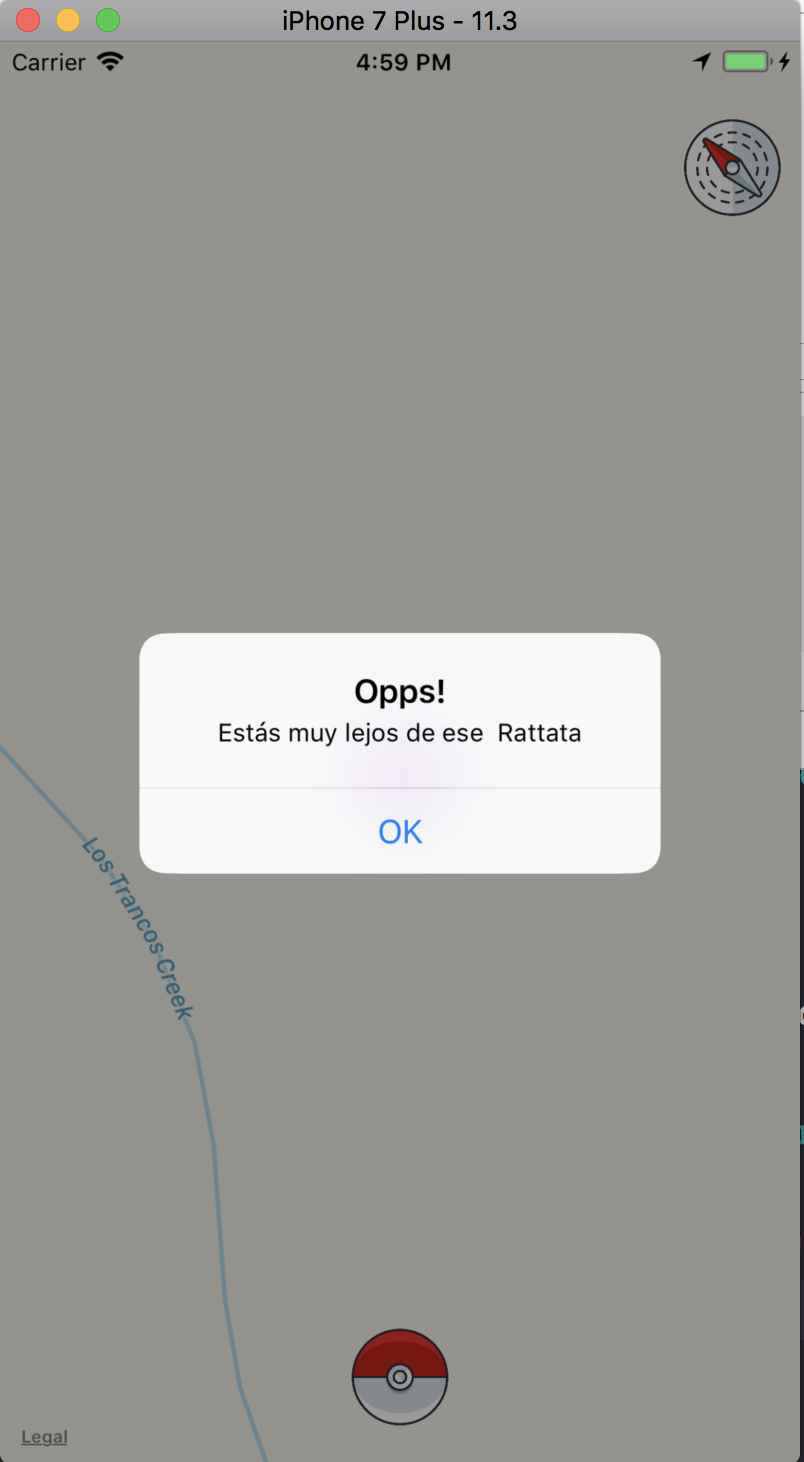 iPhone 7 Plus - 11.3
Carrier 4:59 PM
Opps!
Estás muy lejos de ese  Rattata
OK
Los Trancos Creek
Legal